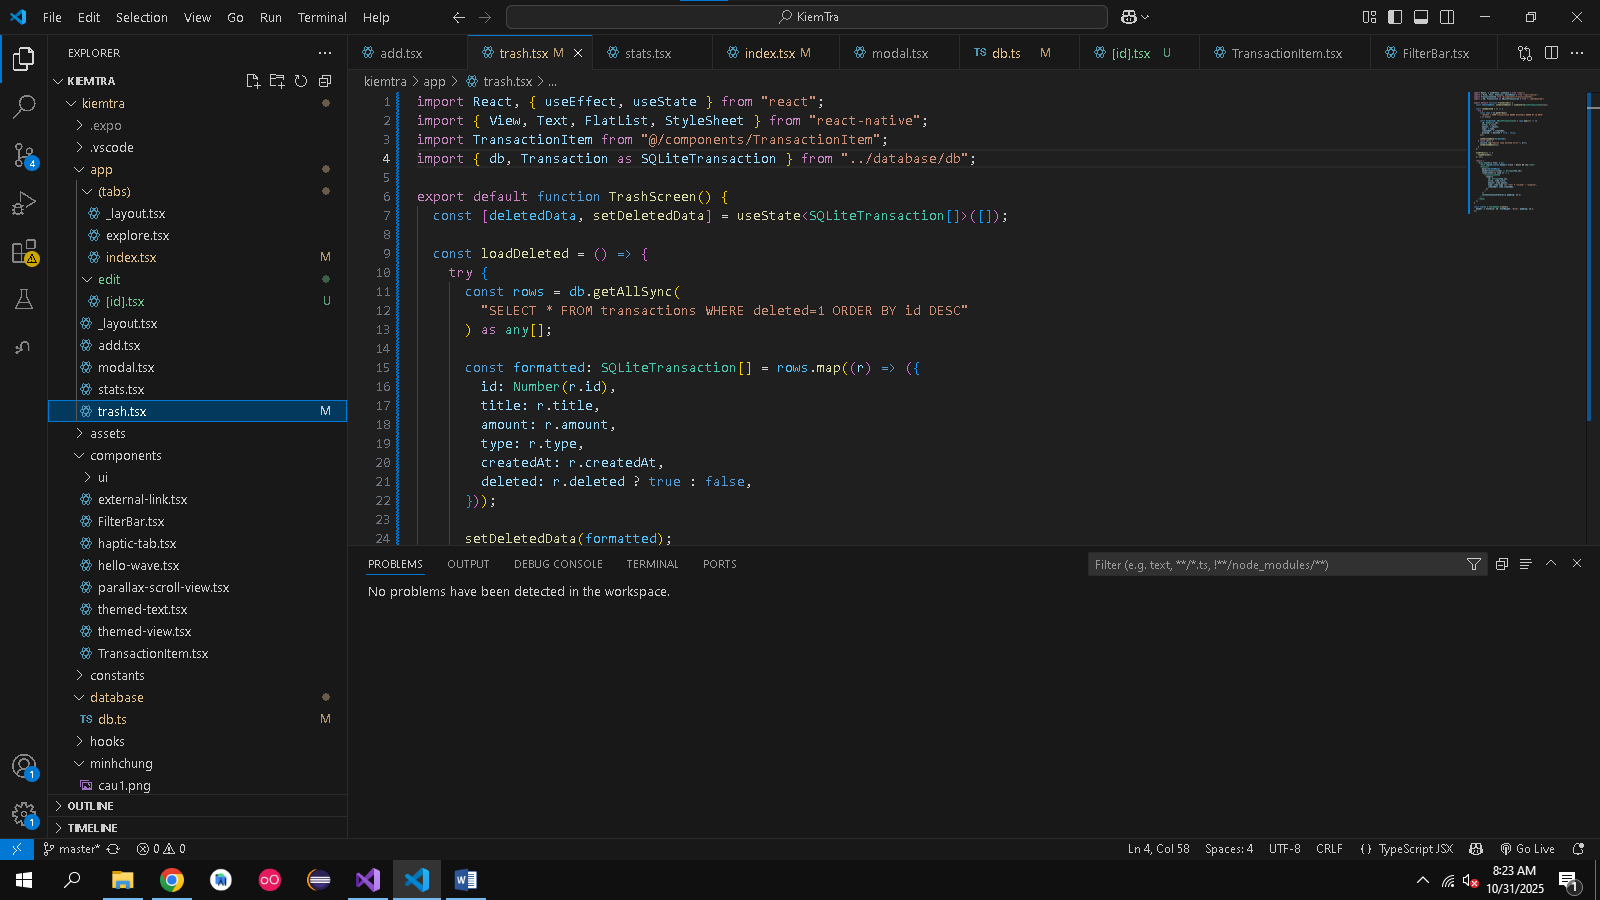 File Edit Selection View Go Run Terminal Help
KiemTra
EXPLORER
add.tsx
trash.tsx M
stats.tsx
index.tsx M
modal.tsx
TS db.ts M
[id].tsx U
TransactionItem.tsx
FilterBar.tsx
KIEMTRA
kiemtra > app > trash.tsx > ...
kiemtra
.expo
.vscode
app
(tabs)
_layout.tsx
explore.tsx
index.tsx M
edit
[id].tsx U
_layout.tsx
add.tsx
modal.tsx
stats.tsx
trash.tsx M
assets
components
ui
external-link.tsx
FilterBar.tsx
haptic-tab.tsx
hello-wave.tsx
parallax-scroll-view.tsx
themed-text.tsx
themed-view.tsx
TransactionItem.tsx
constants
database
TS db.ts M
hooks
minhchung
cau1.png
OUTLINE
TIMELINE
4
1
1
1 import React, { useEffect, useState } from "react";
2 import { View, Text, FlatList, StyleSheet } from "react-native";
3 import TransactionItem from "@/components/TransactionItem";
4 import { db, Transaction as SQLiteTransaction } from "../database/db";
5
6 export default function TrashScreen() {
7 const [deletedData, setDeletedData] = useState<SQLiteTransaction[]>([]);
8
9 const loadDeleted = () => {
10 try {
11 const rows = db.getAllSync(
12 "SELECT * FROM transactions WHERE deleted=1 ORDER BY id DESC"
13 ) as any[];
14
15 const formatted: SQLiteTransaction[] = rows.map((r) => ({
16 id: Number(r.id),
17 title: r.title,
18 amount: r.amount,
19 type: r.type,
20 createdAt: r.createdAt,
21 deleted: r.deleted ? true : false,
22 }));
23
24 setDeletedData(formatted);
PROBLEMS OUTPUT DEBUG CONSOLE TERMINAL PORTS
Filter (e.g. text, **/*.ts, !**/node_modules/**)
No problems have been detected in the workspace.
master* 0 0
Ln 4, Col 58 Spaces: 4 UTF-8 CRLF {} TypeScript JSX Go Live
8:23 AM
10/31/2025
1